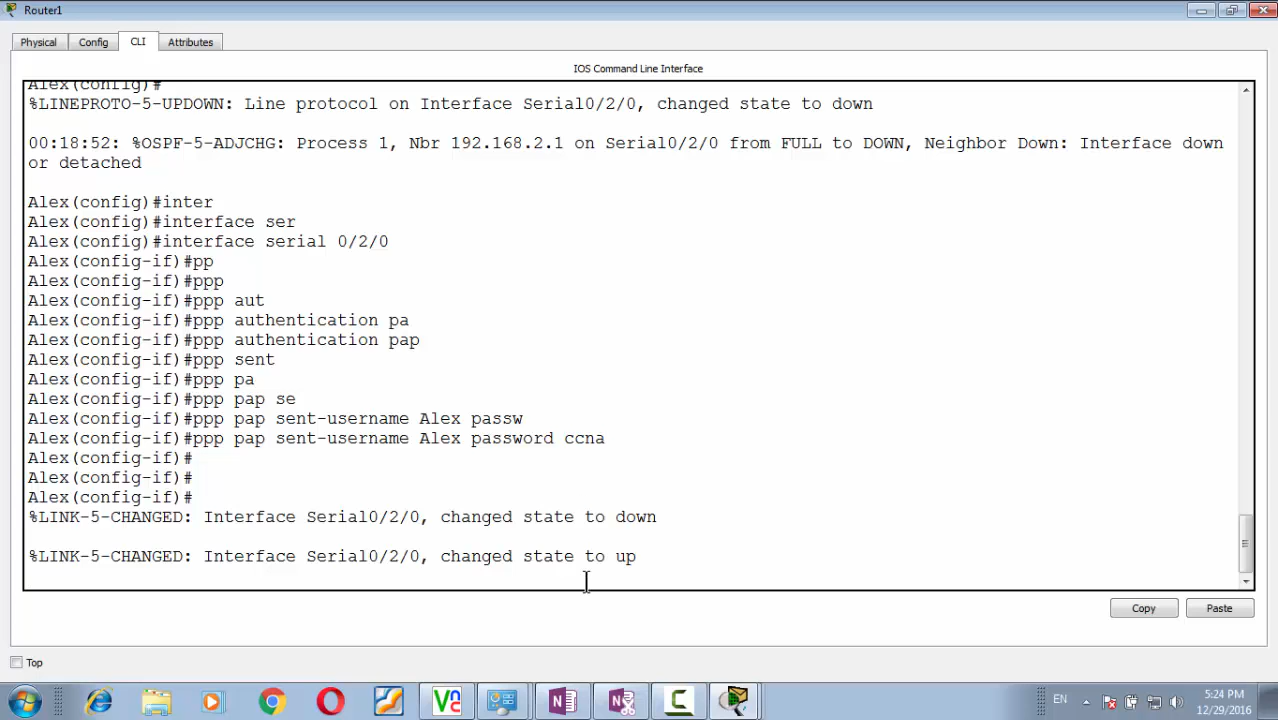 Router1
Physical Config CLI Attributes
IOS Command Line Interface
Alex(config)#
%LINEPROTO-5-UPDOWN: Line protocol on Interface Serial0/2/0, changed state to down
00:18:52: %OSPF-5-ADJCHG: Process 1, Nbr 192.168.2.1 on Serial0/2/0 from FULL to DOWN, Neighbor Down: Interface down
or detached
Alex(config)#inter
Alex(config)#interface ser
Alex(config)#interface serial 0/2/0
Alex(config-if)#pp
Alex(config-if)#ppp
Alex(config-if)#ppp aut
Alex(config-if)#ppp authentication pa
Alex(config-if)#ppp authentication pap
Alex(config-if)#ppp sent
Alex(config-if)#ppp pa
Alex(config-if)#ppp pap se
Alex(config-if)#ppp pap sent-username Alex passw
Alex(config-if)#ppp pap sent-username Alex password ccna
Alex(config-if)#
Alex(config-if)#
Alex(config-if)#
%LINK-5-CHANGED: Interface Serial0/2/0, changed state to down
%LINK-5-CHANGED: Interface Serial0/2/0, changed state to up
Copy Paste
Top
EN 5:24 PM
12/29/2016